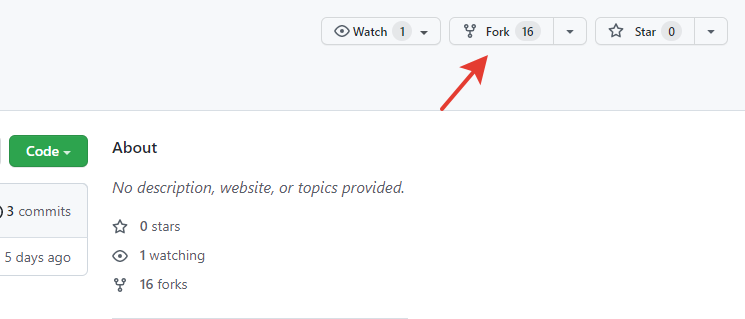 Watch 1 Fork 16 Star 0
Code
About
No description, website, or topics provided.
3 commits
0 stars
5 days ago
1 watching
16 forks